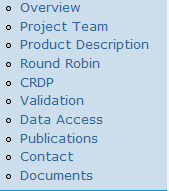 Overview
Project Team
Product Description
Round Robin
CRDP
Validation
Data Access
Publications
Contact
Documents